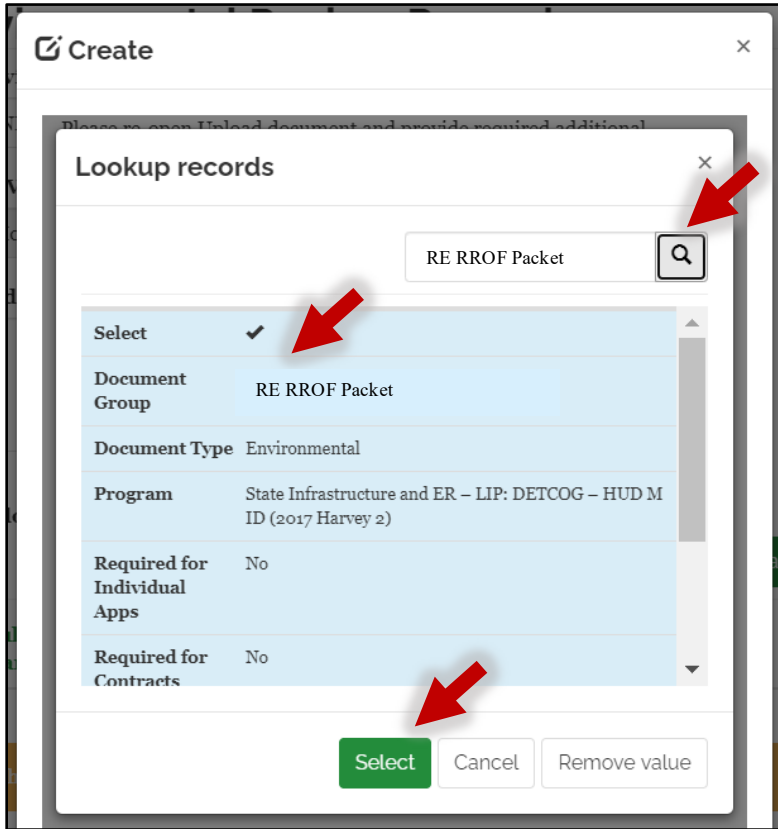 Create
×
Please re-open Upload document and provide required additional
Lookup records
×
RE RROF Packet
Select ✔
Document
Group
RE RROF Packet
Document Type Environmental
Program State Infrastructure and ER – LIP: DETCOG – HUD M
ID (2017 Harvey 2)
Required for No
Individual
Apps
Required for No
Contracts
Select Cancel Remove value